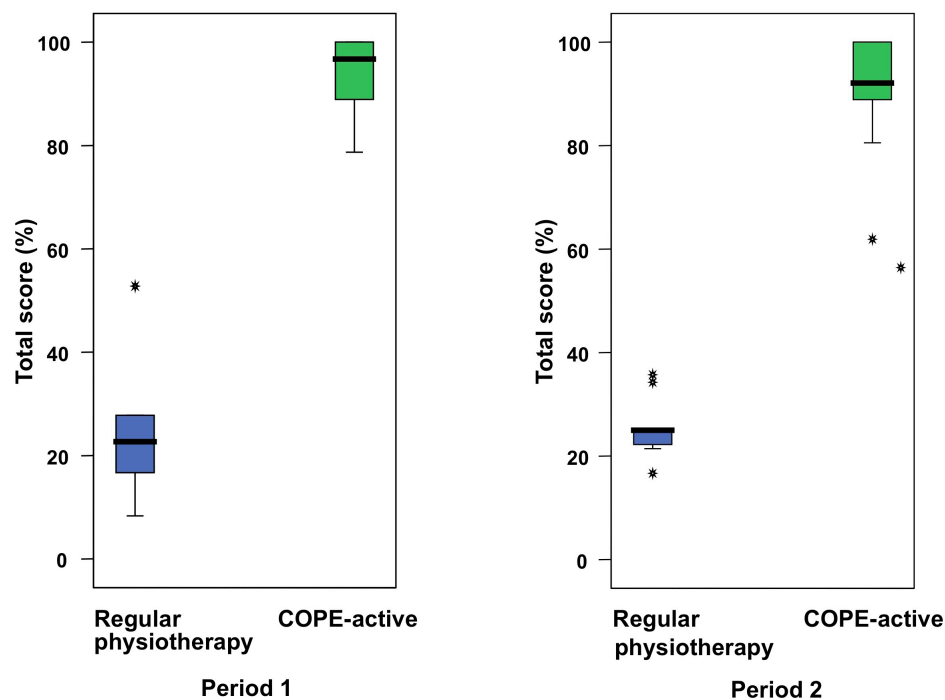 100
80
60
40
20
0
Total score (%)
Regular
physiotherapy
COPE-active
Period 1
100
80
60
40
20
0
Total score (%)
Regular
physiotherapy
COPE-active
Period 2